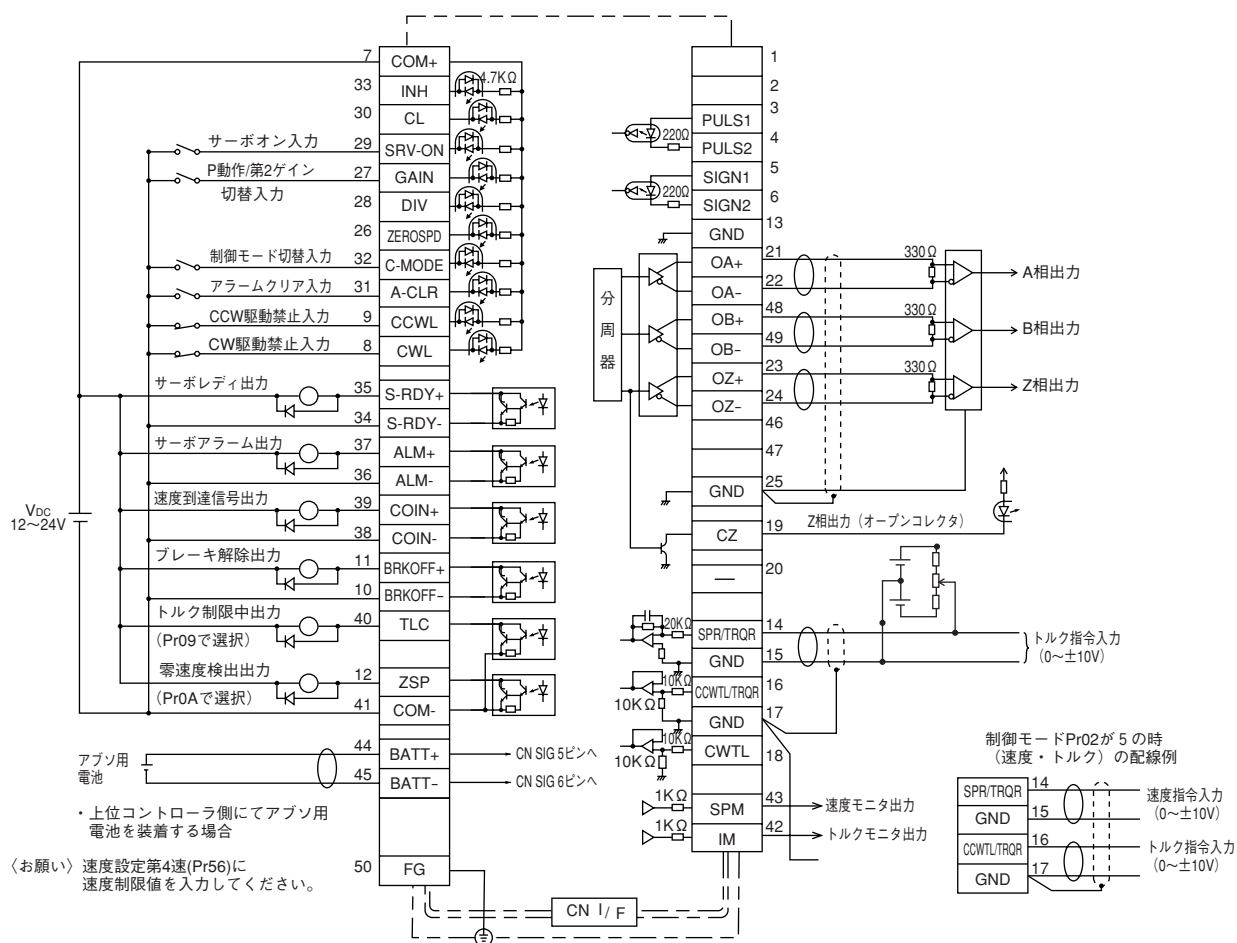 7 COM+
33 INH 4.7KΩ
30 CL
サーボオン入力 29 SRV-ON
P動作/第2ゲイン 27 GAIN
切替入力
28 DIV
26 ZEROSPD
制御モード切替入力 32 C-MODE
アラームクリア入力 31 A-CLR
CCW駆動禁止入力 9 CCWL
CW駆動禁止入力 8 CWL
サーボレディ出力 35 S-RDY+
34 S-RDY-
サーボアラーム出力 37 ALM+
36 ALM-
速度到達信号出力 39 COIN+
38 COIN-
VDC
12～24V
ブレーキ解除出力 11 BRKOFF+
10 BRKOFF-
トルク制限中出力 40 TLC
(Pr09で選択)
零速度検出出力 12 ZSP
(Pr0Aで選択)
41 COM-
アブソ用
電池
44 BATT+ CN SIG 5ピンへ
45 BATT- CN SIG 6ピンへ
・上位コントローラ側にてアブソ用
電池を装着する場合
〈お願い〉速度設定第4速(Pr56)に
速度制限値を入力してください。
50 FG
CN I/F
1
2
3
PULS1
220Ω 4
PULS2
5
SIGN1
220Ω 6
SIGN2
13
GND
分周器
OA+ 21 330Ω
A相出力
OA- 22
OB+ 48 330Ω
B相出力
OB- 49
OZ+ 23 330Ω
Z相出力
OZ- 24
46
47
GND 25
CZ 19 Z相出力（オープンコレクタ）
— 20
20KΩ SPR/TRQR 14
トルク指令入力
(0～±10V)
GND 15
10KΩ CCWTL/TRQR 16
10KΩ
GND 17
10KΩ CWTL 18
10KΩ
1KΩ SPM 43 速度モニタ出力
1KΩ IM 42 トルクモニタ出力
制御モードPr02が5の時
（速度・トルク）の配線例
SPR/TRQR 14 速度指令入力
GND 15 (0～±10V)
CCWTL/TRQR 16 トルク指令入力
GND 17 (0～±10V)